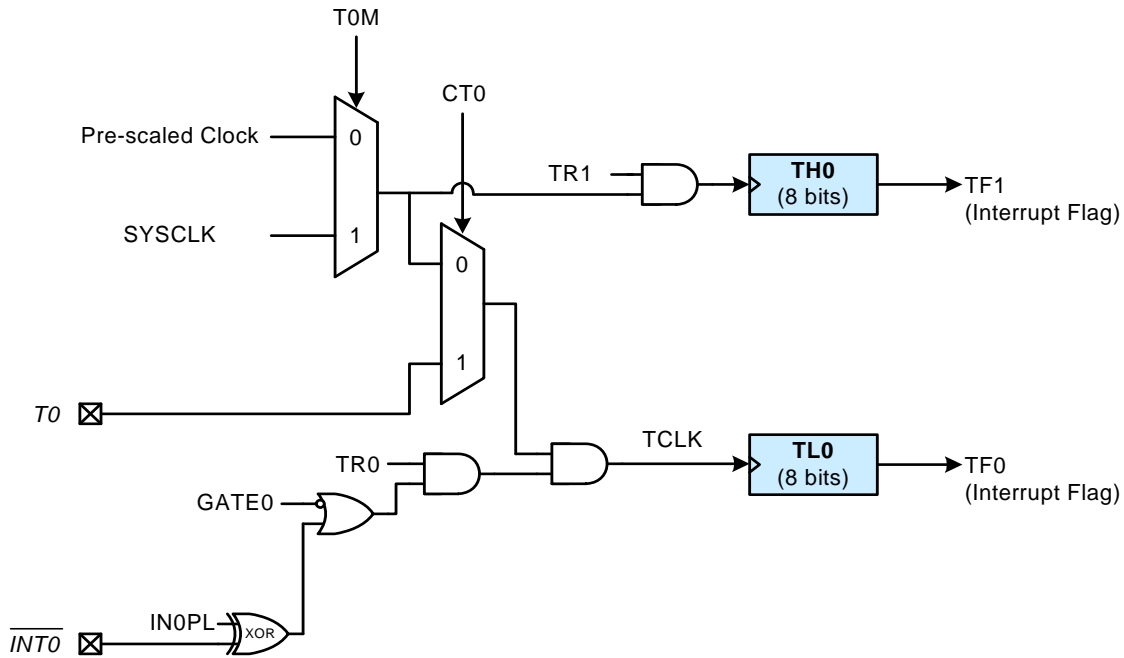 T0M
CT0
Pre-scaled Clock
0
TR1
TH0
(8 bits)
TF1
(Interrupt Flag)
SYSCLK
1
0
1
T0
TCLK
TL0
(8 bits)
TF0
(Interrupt Flag)
TR0
GATE0
IN0PL
XOR
INT0